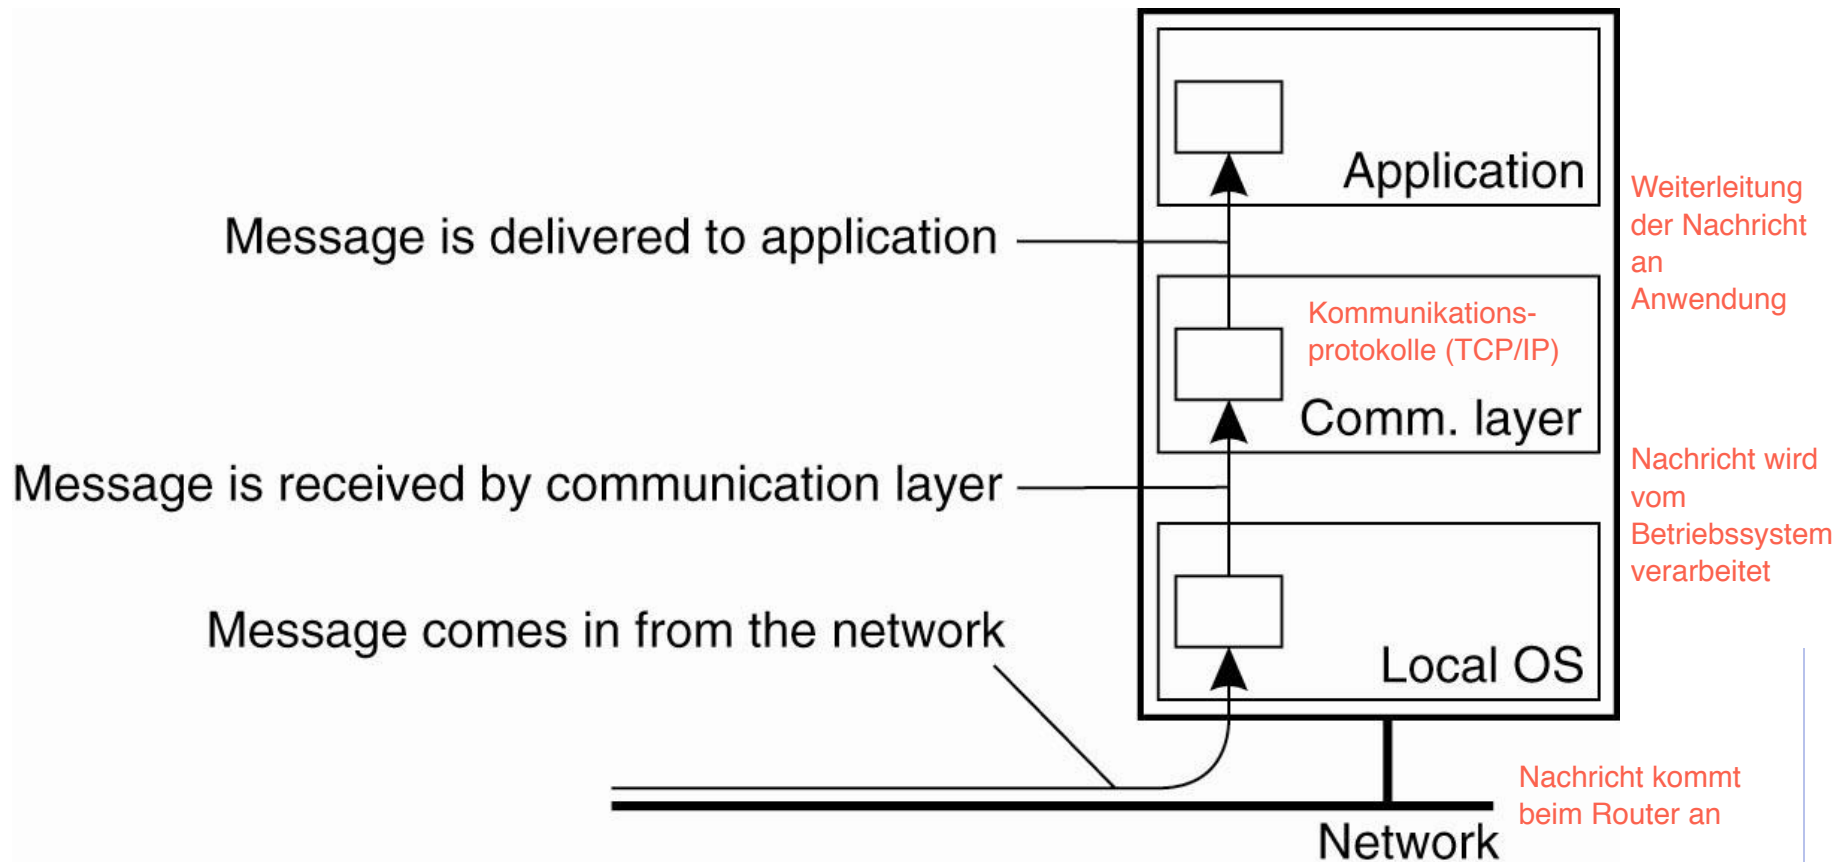 Application
Weiterleitung
der Nachricht
an
Anwendung
Message is delivered to application
Kommunikations-
protokolle (TCP/IP)
Comm. layer
Message is received by communication layer
Nachricht wird
vom
Betriebssystem
verarbeitet
Message comes in from the network
Local OS
Nachricht kommt
beim Router an
Network